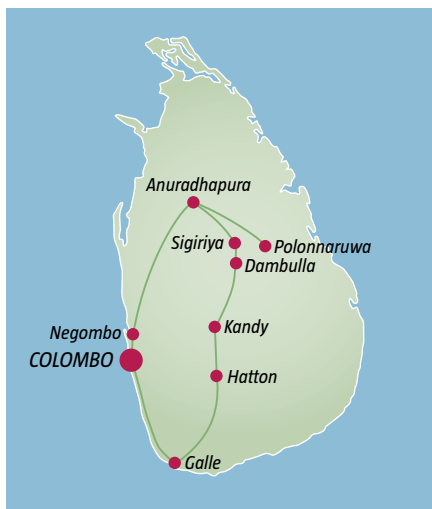 Anuradhapura
Sigiriya
Polonnaruwa
Dambulla
Negombo
Kandy
COLOMBO
Hatton
Galle